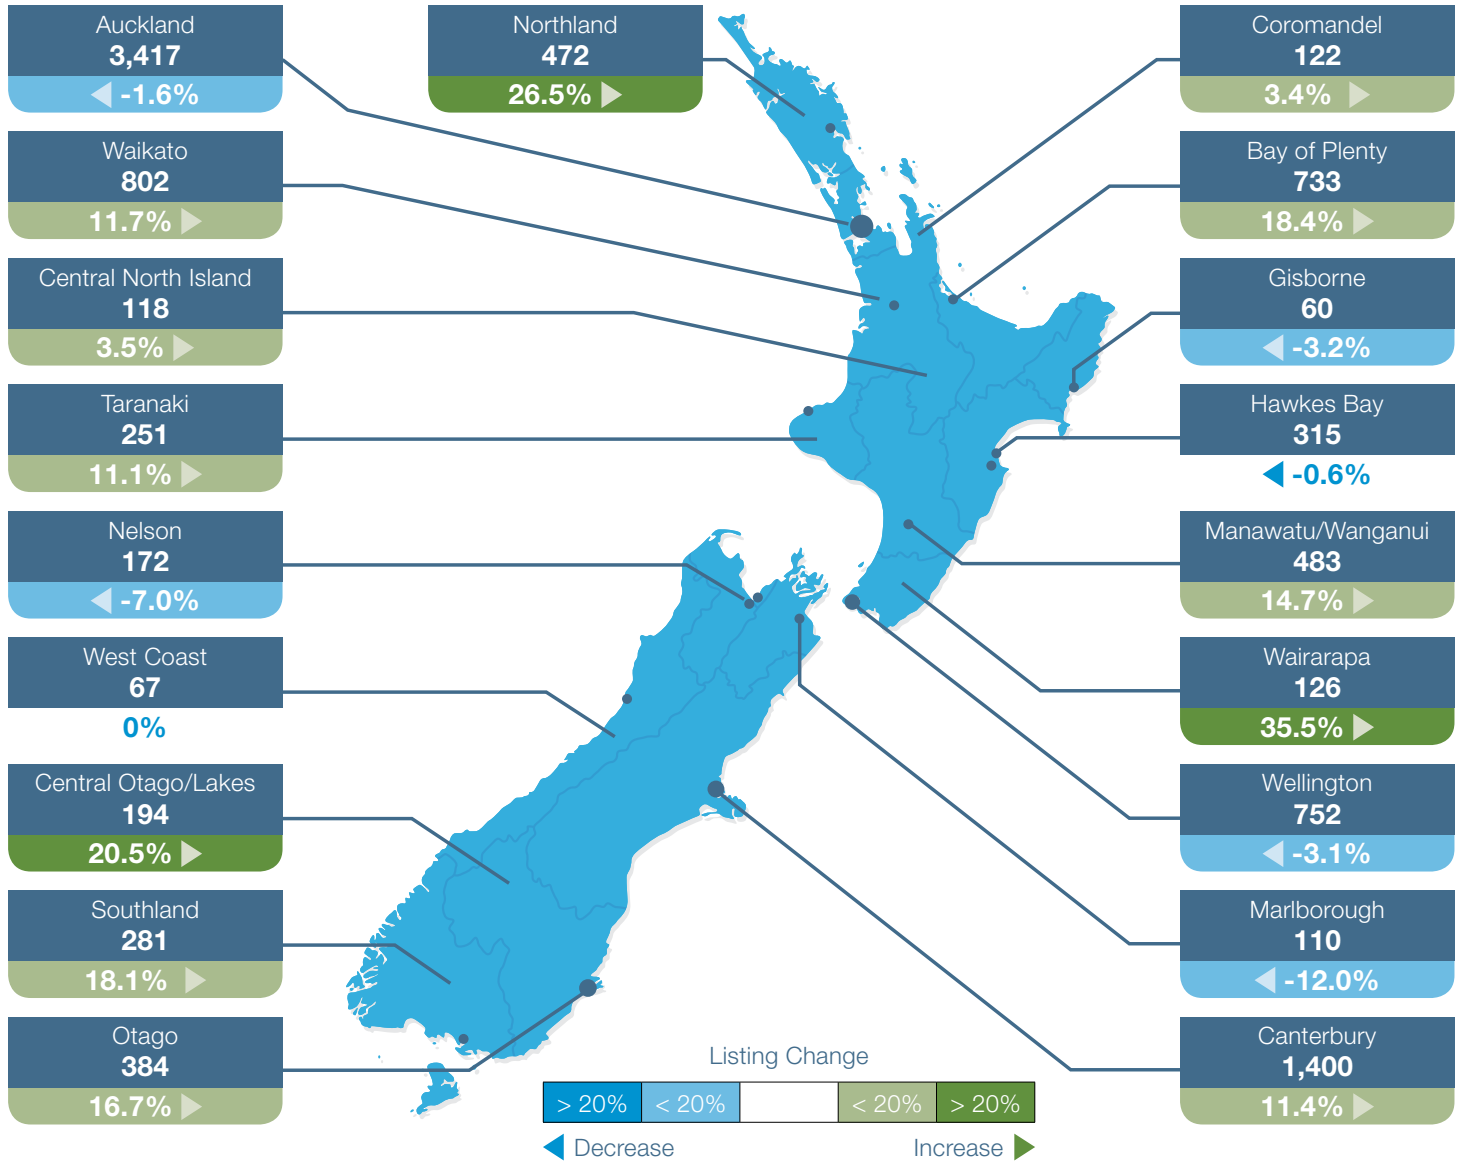 Auckland
3,417
-1.6%
Northland
472
26.5%
Coromandel
122
3.4%
Waikato
802
11.7%
Bay of Plenty
733
18.4%
Central North Island
118
3.5%
Gisborne
60
-3.2%
Taranaki
251
11.1%
Hawkes Bay
315
-0.6%
Nelson
172
-7.0%
Manawatu/Wanganui
483
14.7%
West Coast
67
0%
Wairarapa
126
35.5%
Central Otago/Lakes
194
20.5%
Wellington
752
-3.1%
Southland
281
18.1%
Marlborough
110
-12.0%
Otago
384
16.7%
Canterbury
1,400
11.4%
Listing Change
> 20% < 20% < 20% > 20%
Decrease Increase